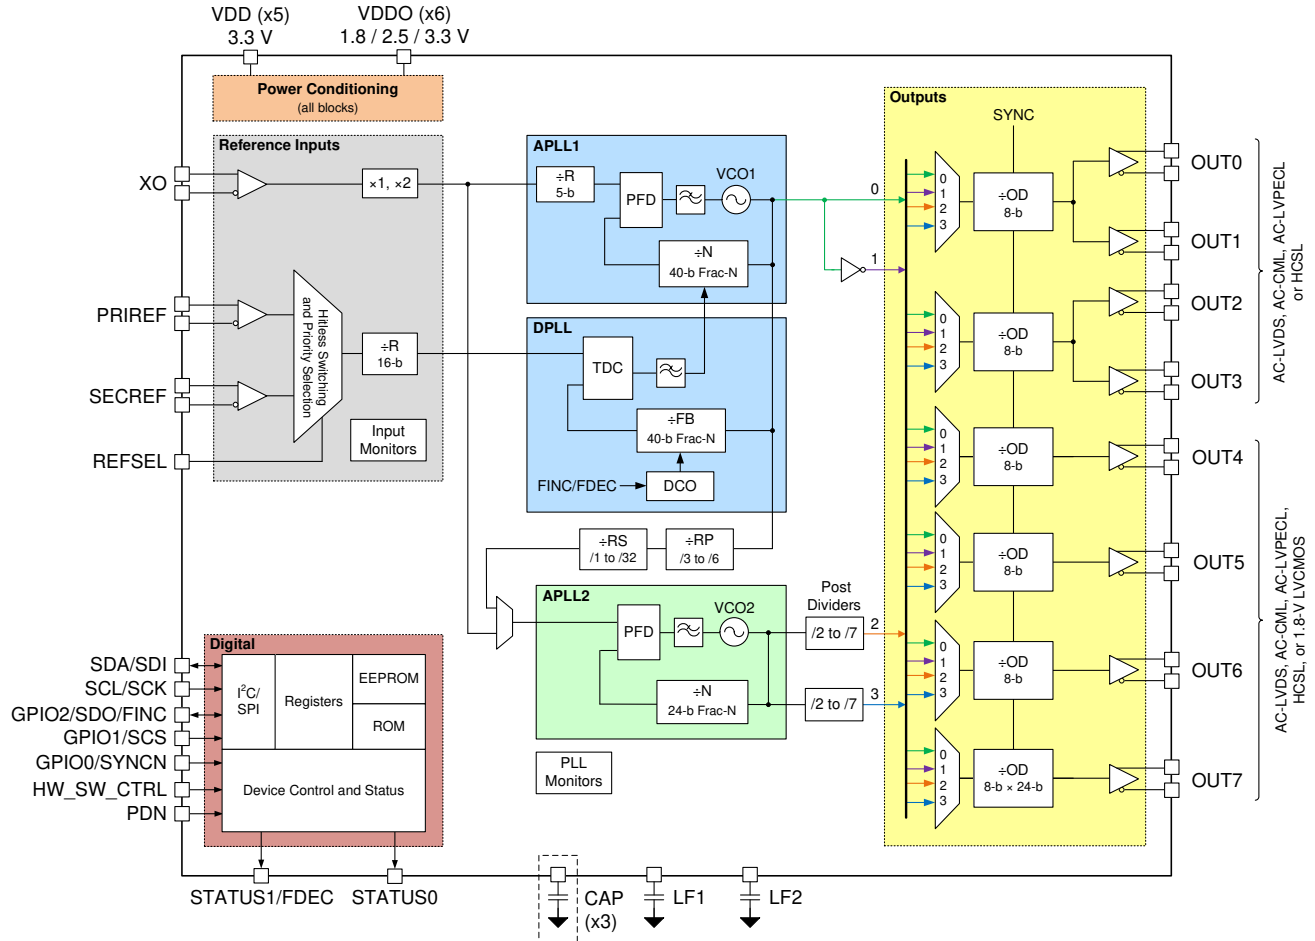 VDD (x5)
3.3 V
VDDO (x6)
1.8 / 2.5 / 3.3 V
Power Conditioning
(all blocks)
Reference Inputs
XO
×1, ×2
PRIREF
SECREF
REFSEL
Hitless Switching
and Priority Selection
÷R
16-b
Input
Monitors
APLL1
÷R
5-b
PFD
VCO1
÷N
40-b Frac-N
DPLL
TDC
÷FB
40-b Frac-N
FINC/FDEC
DCO
÷RS
/1 to /32
÷RP
/3 to /6
APLL2
PFD
VCO2
÷N
24-b Frac-N
PLL
Monitors
Post
Dividers
/2 to /7
/2 to /7
0
1
2
3
Outputs
SYNC
0
1
2
3
÷OD
8-b
OUT0
OUT1
0
1
2
3
÷OD
8-b
OUT2
OUT3
0
1
2
3
÷OD
8-b
OUT4
0
1
2
3
÷OD
8-b
OUT5
0
1
2
3
÷OD
8-b
OUT6
0
1
2
3
÷OD
8-b × 24-b
OUT7
AC-LVDS, AC-CML, AC-LVPECL
or HCSL
AC-LVDS, AC-CML, AC-LVPECL,
HCSL, or 1.8-V LVCMOS
Digital
SDA/SDI
SCL/SCK
GPIO2/SDO/FINC
GPIO1/SCS
GPIO0/SYNCN
HW_SW_CTRL
PDN
I²C/
SPI
Registers
EEPROM
ROM
Device Control and Status
STATUS1/FDEC
STATUS0
CAP
(x3)
LF1
LF2